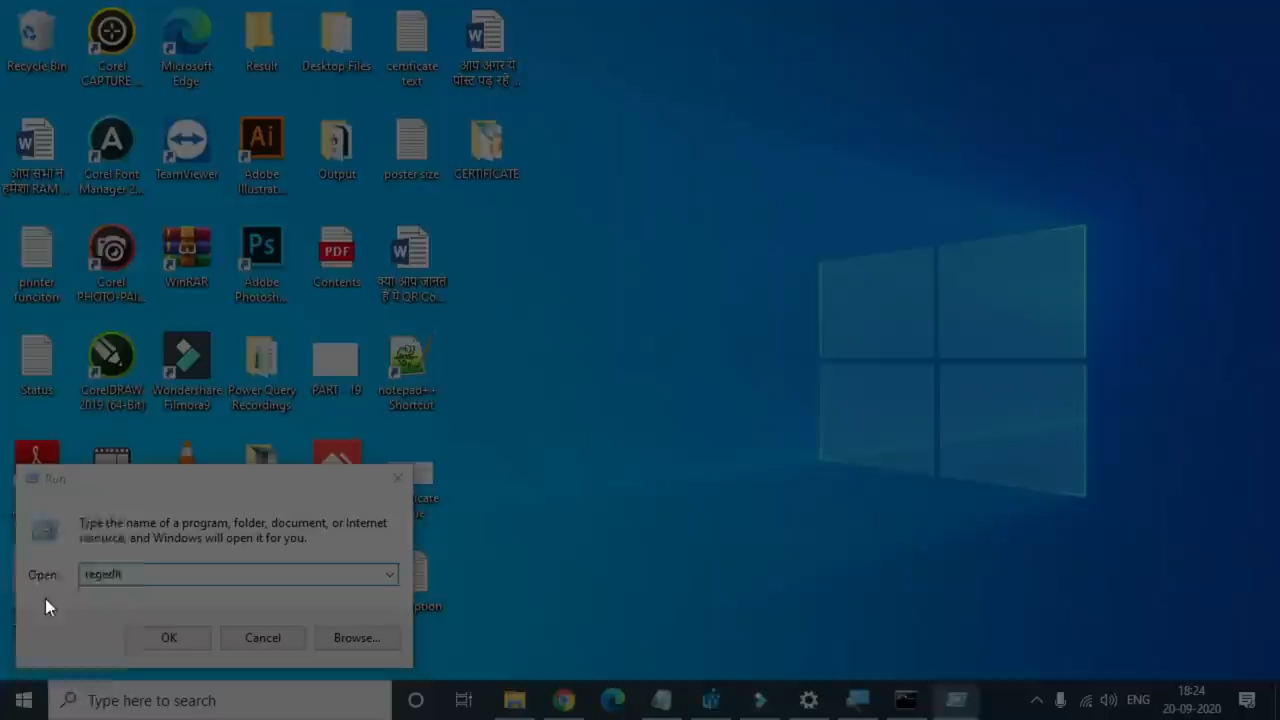 Recycle Bin
Corel
CAPTURE ...
Microsoft
Edge
Result
Desktop Files
certificate
text
आप अगर ये
पोस्ट पढ़ रहे ...
आप सभी ने
हमेशा RAM ...
Corel Font
Manager 2...
TeamViewer
Ai
Adobe
Illustrat...
Output
poster size
CERTIFICATE
printer
funciton
Corel
PHOTO-PAI...
WinRAR
Ps
Adobe
Photosh...
PDF
Contents
क्या आप जानते
हैं ये QR Co...
Status
CorelDRAW
2019 (64-Bit)
Wondershare
Filmora9
Power Query
Recordings
PART - 19
notepad++ -
Shortcut
Run
Type the name of a program, folder, document, or Internet
resource, and Windows will open it for you.
Open:
regedit
OK
Cancel
Browse...
Type here to search
ENG
18:24
20-09-2020